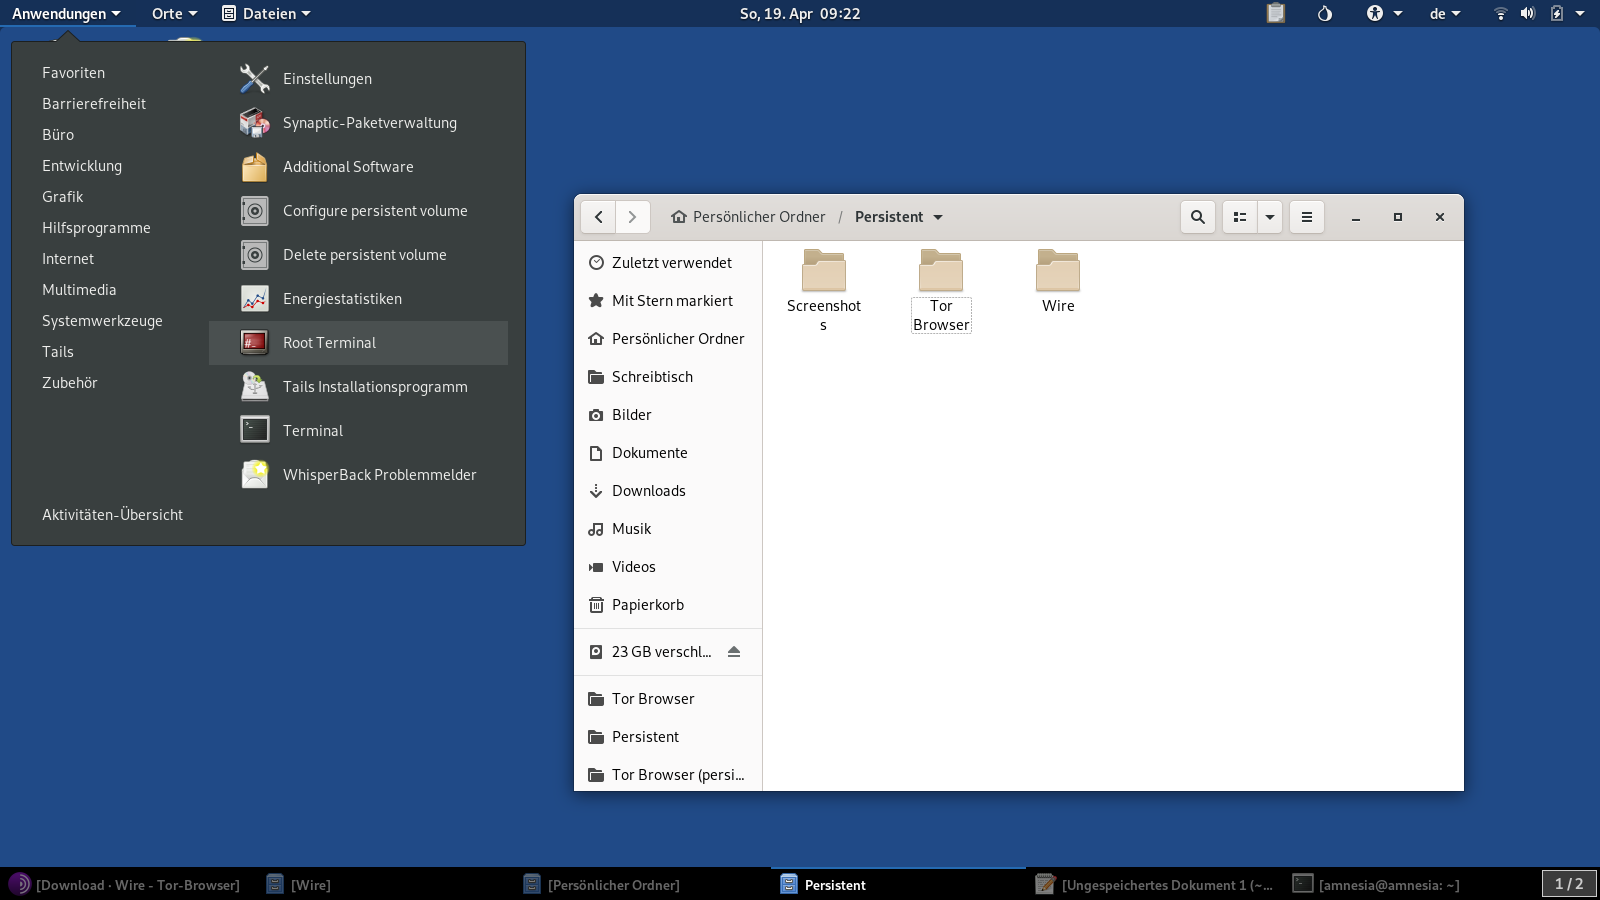 Anwendungen Orte Dateien So, 19. Apr 09:22 de
Favoriten
Barrierefreiheit
Büro
Entwicklung
Grafik
Hilfsprogramme
Internet
Multimedia
Systemwerkzeuge
Tails
Zubehör
Aktivitäten-Übersicht
Einstellungen
Synaptic-Paketverwaltung
Additional Software
Configure persistent volume
Delete persistent volume
Energiestatistiken
#_ Root Terminal
Tails Installationsprogramm
>_ Terminal
WhisperBack Problemmelder
Persönlicher Ordner / Persistent
Zuletzt verwendet
Mit Stern markiert
Persönlicher Ordner
Schreibtisch
Bilder
Dokumente
Downloads
Musik
Videos
Papierkorb
23 GB verschl...
Tor Browser
Persistent
Tor Browser (persi...
Screenshot
s
Tor
Browser
Wire
[Download · Wire - Tor-Browser] [Wire] [Persönlicher Ordner] Persistent [Ungespeichertes Dokument 1 (~... [amnesia@amnesia: ~] 1 / 2